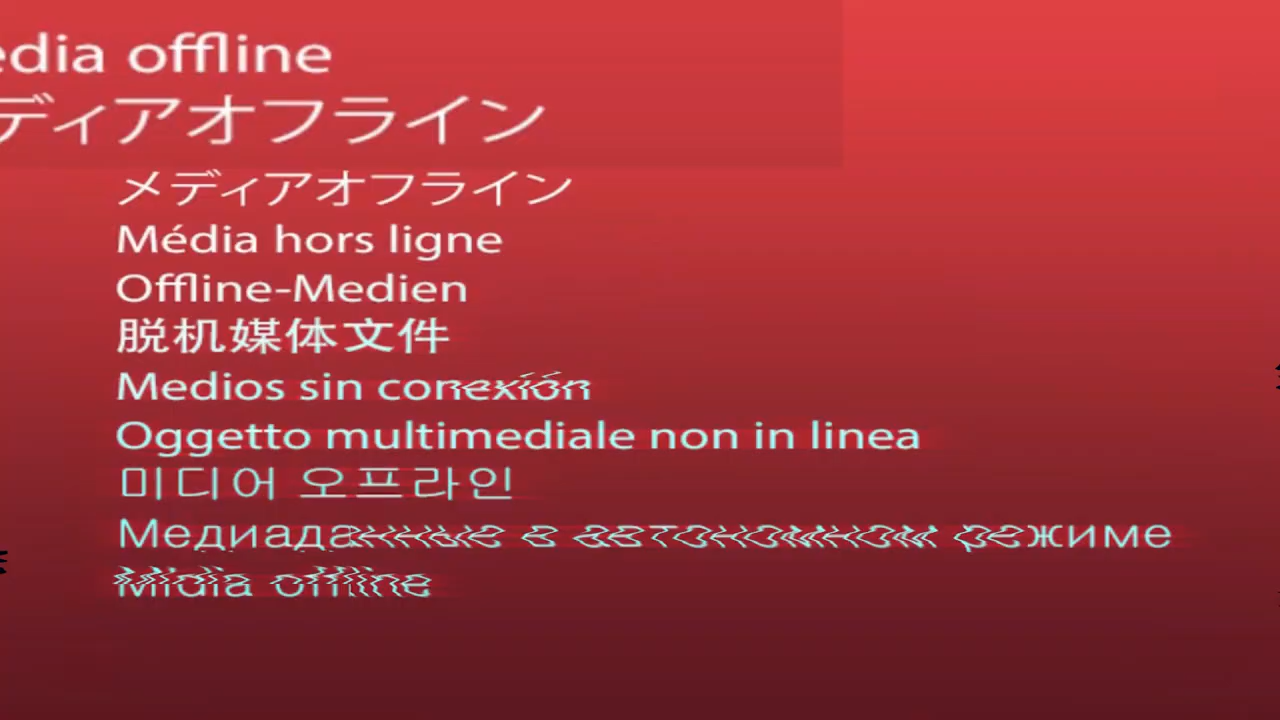 edia offline
ディアオフライン
メディアオフライン
Média hors ligne
Offline-Medien
脱机媒体文件
Medios sin conexión
Oggetto multimediale non in linea
미디어 오프라인
Медиаданные в автономном режиме
Mídia offline